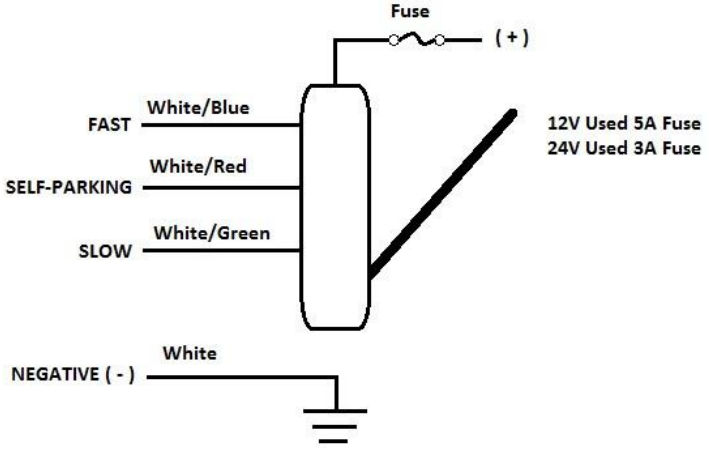 Fuse
( + )
White/Blue
FAST
12V Used 5A Fuse
24V Used 3A Fuse
White/Red
SELF-PARKING
White/Green
SLOW
White
NEGATIVE ( - )